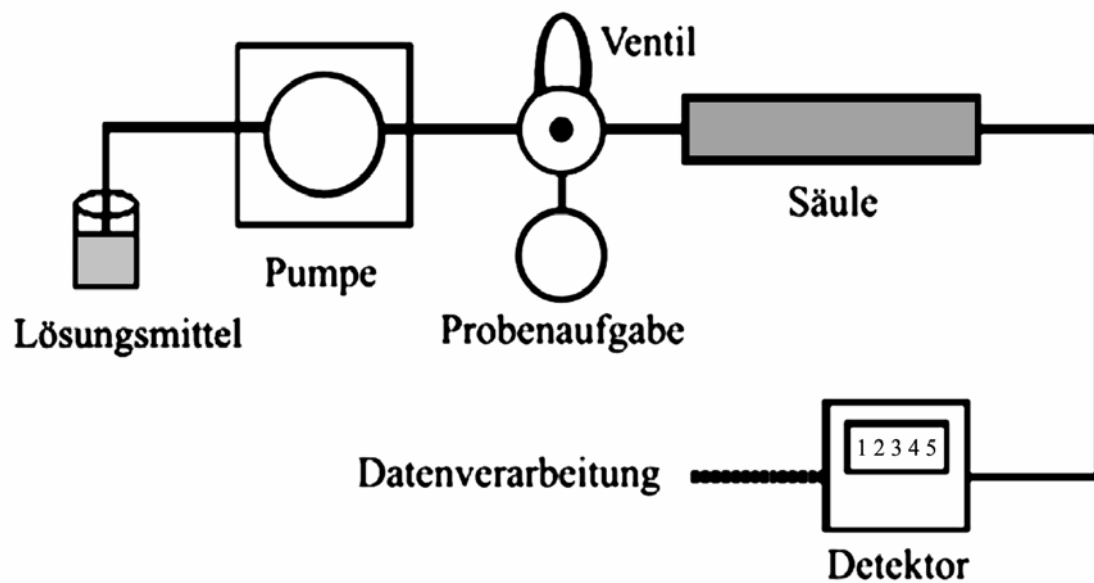 Ventil
Säule
Pumpe
Lösungsmittel
Probenaufgabe
1 2 3 4 5
Datenverarbeitung
Detektor